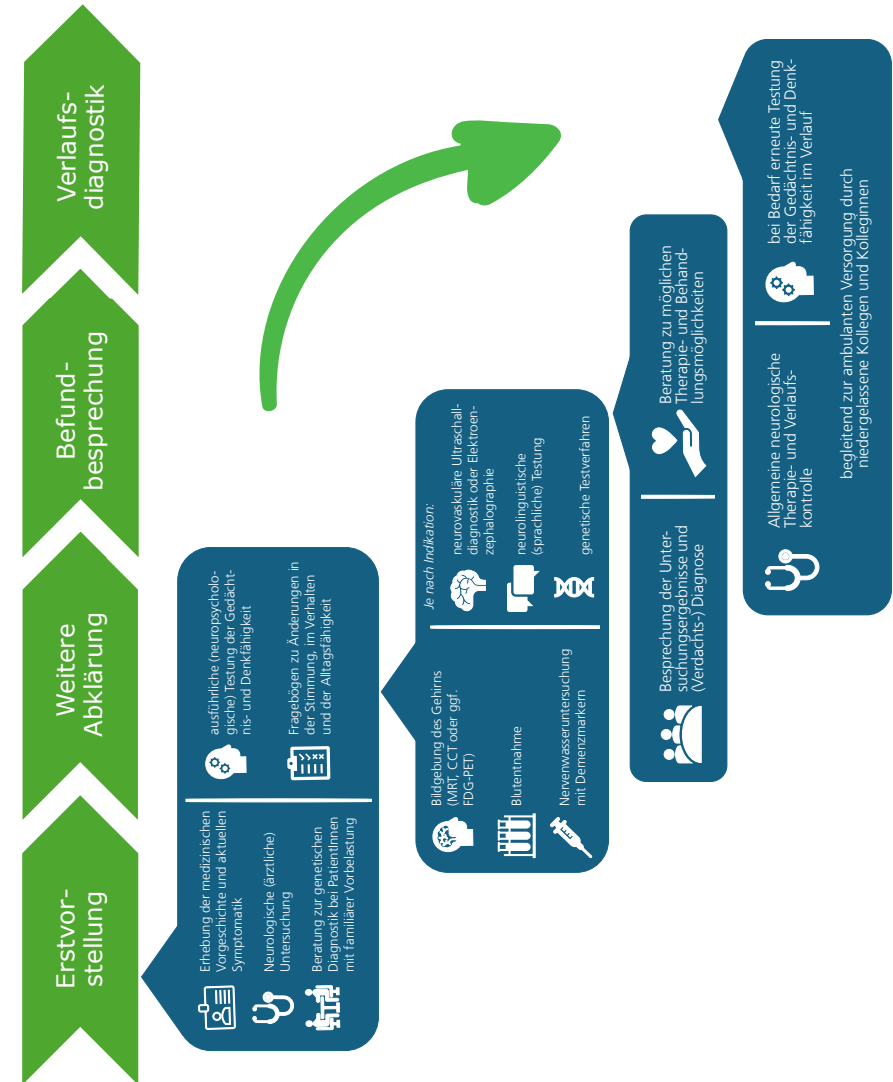 Erstvor-
stellung
Weitere
Abklärung
Befund-
besprechung
Verlaufs-
diagnostik
Erhebung der medizinischen
Vorgeschichte und aktuellen
Symptomatik
Neurologische (ärztliche)
Untersuchung
Beratung zur genetischen
Diagnostik bei PatientInnen
mit familiärer Vorbelastung
ausführliche (neuropsycholo-
gische) Testung der Gedächt-
nis- und Denkfähigkeit
Fragebögen zu Änderungen in
der Stimmung, im Verhalten
und der Alltagsfähigkeit
Bildgebung des Gehirns
(MRT, CCT oder ggf.
FDG-PET)
Blutentnahme
Nervenwasseruntersuchung
mit Demenzmarkern
Je nach Indikation:
neurovaskuläre Ultraschall-
diagnostik oder Elektroen-
zephalographie
neurolinguistische
(sprachliche) Testung
genetische Testverfahren
Besprechung der Unter-
suchungsergebnisse und
(Verdachts-) Diagnose
Beratung zu möglichen
Therapie- und Behand-
lungsmöglichkeiten
Allgemeine neurologische
Therapie- und Verlaufs-
kontrolle
bei Bedarf erneute Testung
der Gedächtnis- und Denk-
fähigkeit im Verlauf
begleitend zur ambulanten Versorgung durch
niedergelassene Kollegen und Kolleginnen